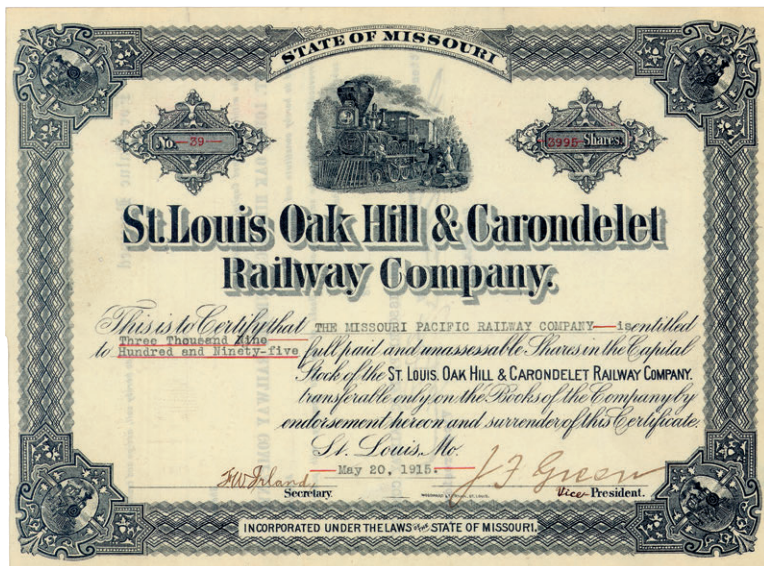 STATE OF MISSOURI
No. 39
3995 Shares.
St. Louis Oak Hill & Carondelet
Railway Company.
This is to Certify that THE MISSOURI PACIFIC RAILWAY COMPANY is entitled
to Three Thousand Nine
Hundred and Ninety-five full paid and unassessable Shares in the Capital
Stock of the ST. LOUIS, OAK HILL & CARONDELET RAILWAY COMPANY.
transferable only on the Books of the Company by
endorsement hereon and surrender of this Certificate.
St. Louis, Mo.
May 20, 1915.
F.W. Irland
Secretary.
J F Green
Vice President.
INCORPORATED UNDER THE LAWS OF THE STATE OF MISSOURI.